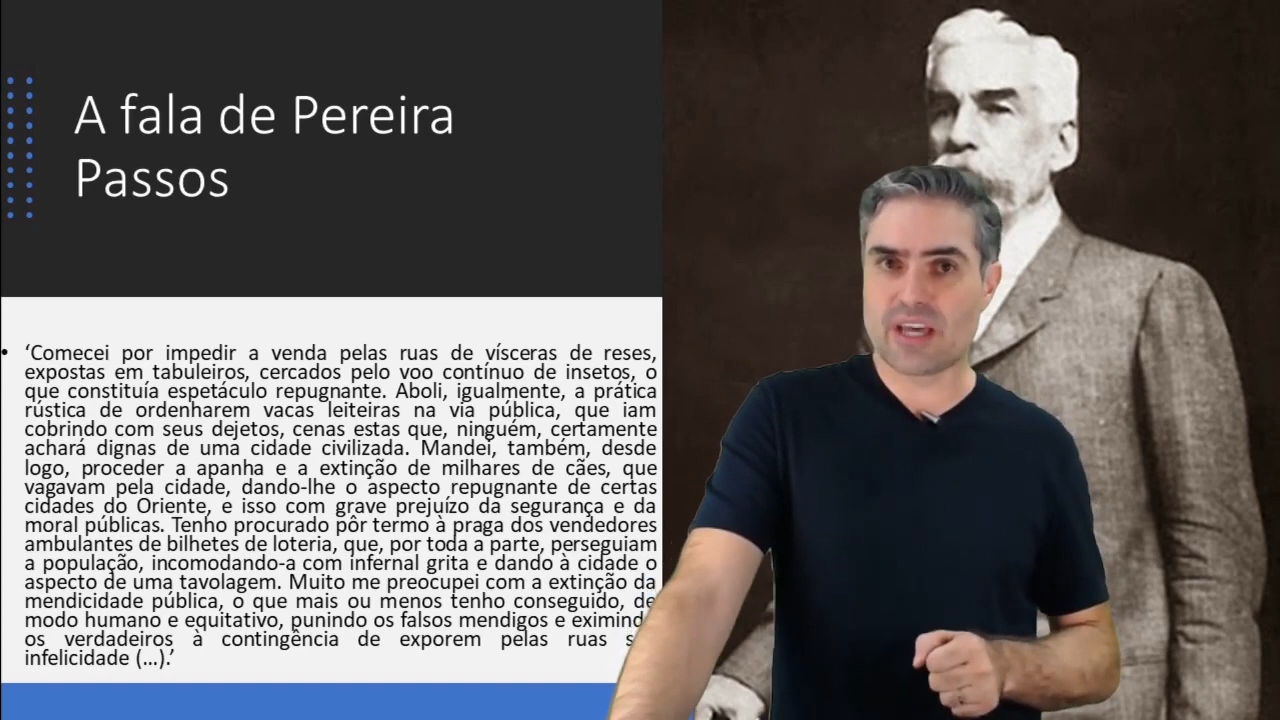 A fala de Pereira
Passos
• ‘Comecei por impedir a venda pelas ruas de vísceras de reses,
expostas em tabuleiros, cercados pelo voo contínuo de insetos, o
que constituía espetáculo repugnante. Aboli, igualmente, a prática
rústica de ordenharem vacas leiteiras na via pública, que iam
cobrindo com seus dejetos, cenas estas que, ninguém, certamente
achará dignas de uma cidade civilizada. Mandei, também, desde
logo, proceder a apanha e a extinção de milhares de cães, que
vagavam pela cidade, dando-lhe o aspecto repugnante de certas
cidades do Oriente, e isso com grave prejuízo da segurança e da
moral públicas. Tenho procurado pôr termo à praga dos vendedores
ambulantes de bilhetes de loteria, que, por toda a parte, perseguiam
a população, incomodando-a com infernal grita e dando à cidade o
aspecto de uma tavolagem. Muito me preocupei com a extinção da
mendicidade pública, o que mais ou menos tenho conseguido, de
modo humano e equitativo, punindo os falsos mendigos e eximind
os verdadeiros à contingência de exporem pelas ruas
infelicidade (...).’